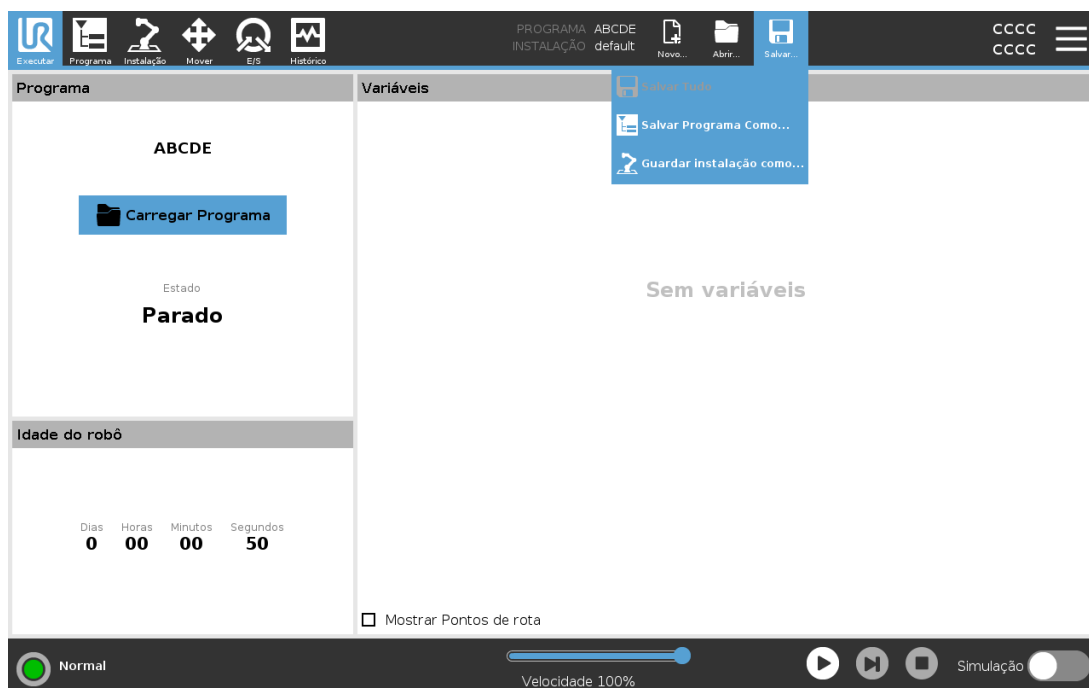 PROGRAMA ABCDE
INSTALAÇÃO default
CCCC
CCCC
Executar Programa Instalação Mover E/S Histórico Novo... Abrir... Salvar...
Programa
Variáveis
Salvar Tudo
Salvar Programa Como...
Guardar instalação como...
ABCDE
Carregar Programa
Estado
Parado
Sem variáveis
Idade do robô
Dias Horas Minutos Segundos
0 00 00 50
Mostrar Pontos de rota
Normal
Velocidade 100%
Simulação